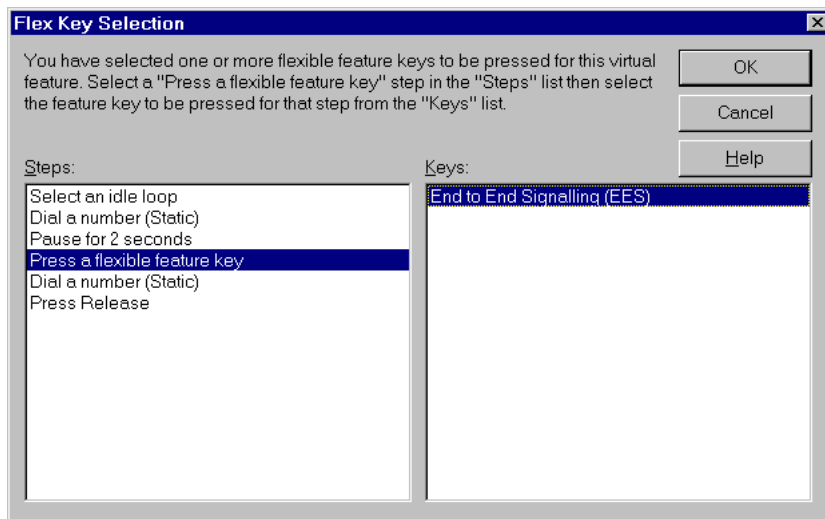 Flex Key Selection
You have selected one or more flexible feature keys to be pressed for this virtual
feature. Select a "Press a flexible feature key" step in the "Steps" list then select
the feature key to be pressed for that step from the "Keys" list.
OK
Cancel
Help
Steps:
Select an idle loop
Dial a number (Static)
Pause for 2 seconds
Press a flexible feature key
Dial a number (Static)
Press Release
Keys:
End to End Signalling (EES)